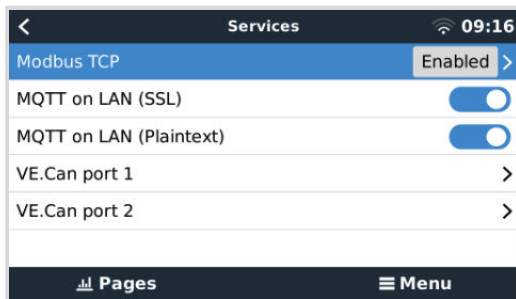 Services 09:16
Modbus TCP Enabled
MQTT on LAN (SSL)
MQTT on LAN (Plaintext)
VE.Can port 1
VE.Can port 2
Pages Menu